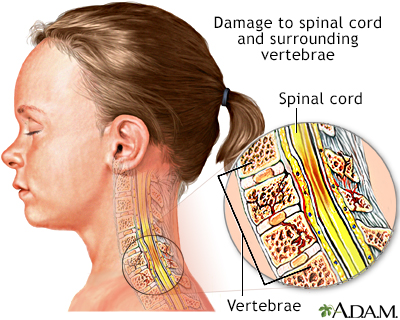 Damage to spinal cord
and surrounding
vertebrae
Spinal cord
Vertebrae
A.D.A.M.